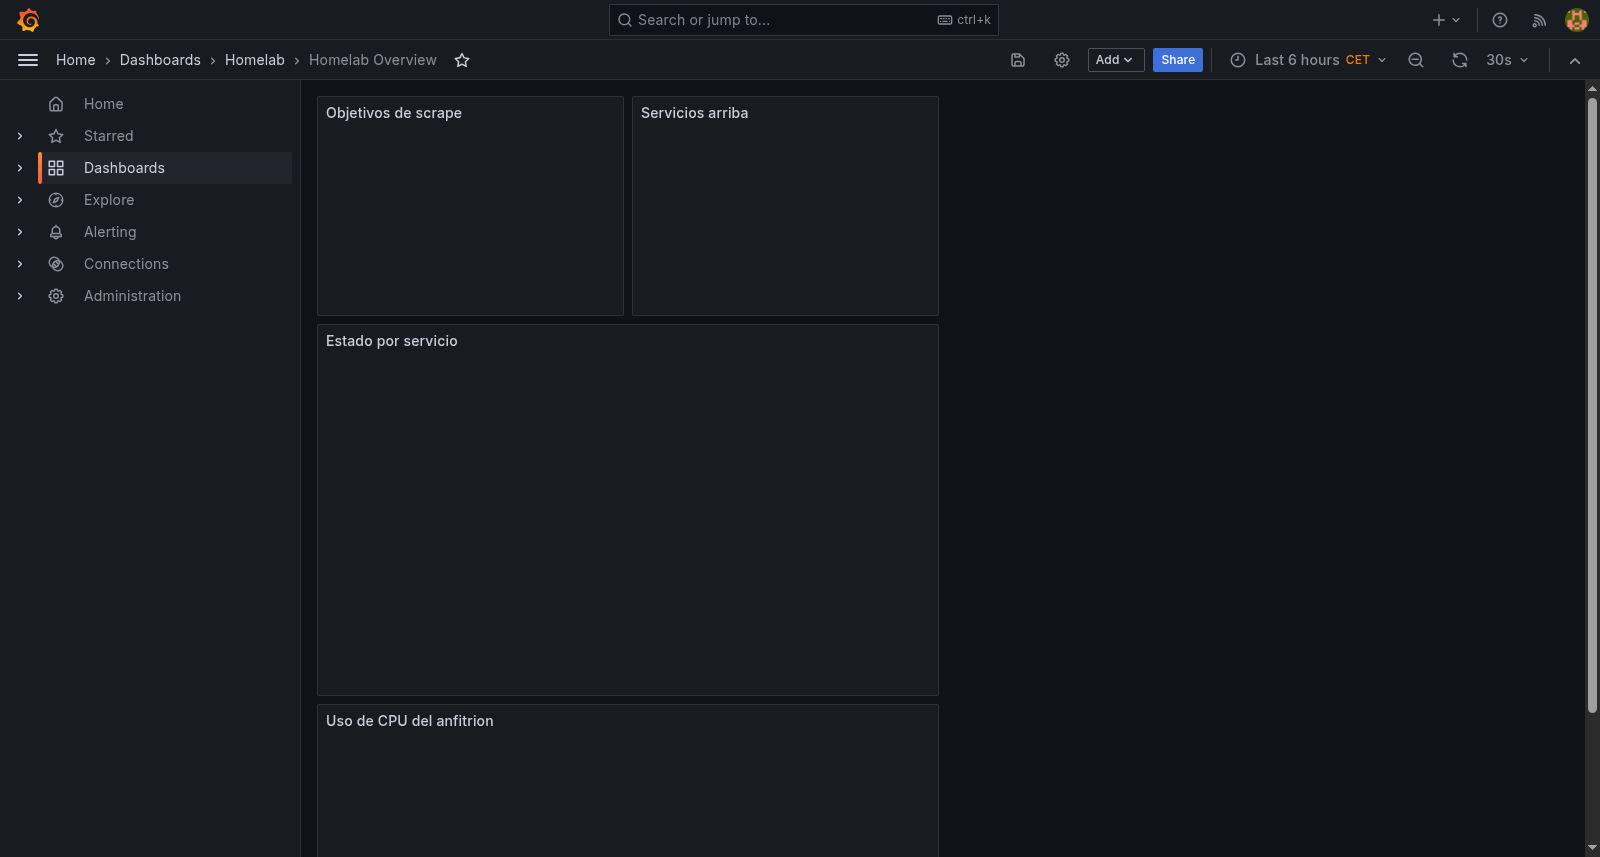 Search or jump to...
ctrl+k
Home
Dashboards
Homelab
Homelab Overview
Add
Share
Last 6 hours CET
30s
Home
Starred
Dashboards
Explore
Alerting
Connections
Administration
Objetivos de scrape
Servicios arriba
Estado por servicio
Uso de CPU del anfitrion